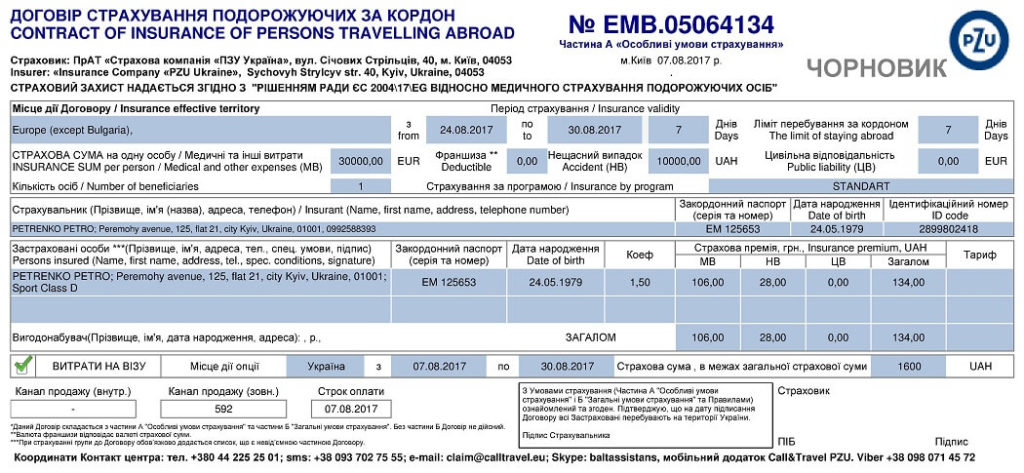 ДОГОВІР СТРАХУВАННЯ ПОДОРОЖУЮЧИХ ЗА КОРДОН
CONTRACT OF INSURANCE OF PERSONS TRAVELLING ABROAD
№ EMB.05064134
Частина А «Особливі умови страхування»
м.Київ 07.08.2017 р.
.
PZU
ЧОРНОВИК
Страховик: ПрАТ «Страхова компанія «ПЗУ Україна», вул. Січових Стрільців, 40, м. Київ, 04053
Insurer: «Insurance Company «PZU Ukraine», Sychovyh Strylcyv str. 40, Kyiv, Ukraine, 04053
СТРАХОВИЙ ЗАХИСТ НАДАЄТЬСЯ ЗГІДНО З "РІШЕННЯМ РАДИ ЄС 2004\17\EG ВІДНОСНО МЕДИЧНОГО СТРАХУВАННЯ ПОДОРОЖУЮЧИХ ОСІБ"
Місце дії Договору / Insurance effective territory Період страхування / Insurance validity
Europe (except Bulgaria), з from 24.08.2017 по to 30.08.2017 7 Днів Days Ліміт перебування за кордоном The limit of staying abroad 7 Днів Days
СТРАХОВА СУМА на одну особу / Медичні та інші витрати
INSURANCE SUM per person / Medical and other expenses (МВ) 30000,00 EUR Франшиза ** Deductible 0,00 Нещасний випадок Accident (НВ) 10000,00 UAH Цивільна відповідальність Public liability (ЦВ) 0,00 EUR
Кількість осіб / Number of beneficiaries 1 Страхування за програмою / Insurance by program STANDART
Страхувальник (Прізвище, ім'я (назва), адреса, телефон) / Insurant (Name, first name, address, telephone number) Закордонний паспорт (серія та номер) Дата народження Date of birth Ідентифікаційний номер ID code
PETRENKO PETRO; Peremohy avenue, 125, flat 21, city Kyiv, Ukraine, 01001, 0992588393 EM 125653 24.05.1979 2899802418
Застраховані особи ***(Прізвище, ім'я, адреса, тел., спец. умови, підпис)
Persons insured (Name, first name, address, tel., spec. conditions, signature) Закордонний паспорт (серія та номер) Дата народження Date of birth Коеф Страхова премія, грн., Insurance premium, UAH Тариф
МВ НВ ЦВ Загалом
PETRENKO PETRO; Peremohy avenue, 125, flat 21, city Kyiv, Ukraine, 01001;
Sport Class D EM 125653 24.05.1979 1,50 106,00 28,00 0,00 134,00
Вигодонабувач(Прізвище, ім'я, дата народження, адреса): , р., ЗАГАЛОМ 106,00 28,00 0,00 134,00
ВИТРАТИ НА ВІЗУ Місце дії опції Україна з 07.08.2017 по 30.08.2017 Страхова сума , в межах загальної страхової суми 1600 UAH
Канал продажу (внутр.) Канал продажу (зовн.) Строк оплати
- 592 07.08.2017
З Умовами страхування (Частина А "Особливі умови
страхування" і Б "Загальні умови страхування" та Правилами)
ознайомлений та згоден. Підтверджую, що на дату підписання
Договору всі Застраховані перебувають на території України.
Підпис Страхувальника
Страховик
ПІБ Підпис
*Даний Договір складається з частини А "Особливі умови страхування" та частини Б "Загальні умови страхування". Без частини Б Договір не дійсний.
**Валюта франшизи відповідає валюті страхової суми.
***При страхуванні групи до Договору обов'язково додається список, що є невід'ємною частиною Договору.
Координати Контакт центра: тел. +380 44 225 25 01; sms: +38 093 702 75 55; e-mail: claim@calltravel.eu; Skype: baltassistans, мобільний додаток Call&Travel PZU. Viber +38 098 071 45 72